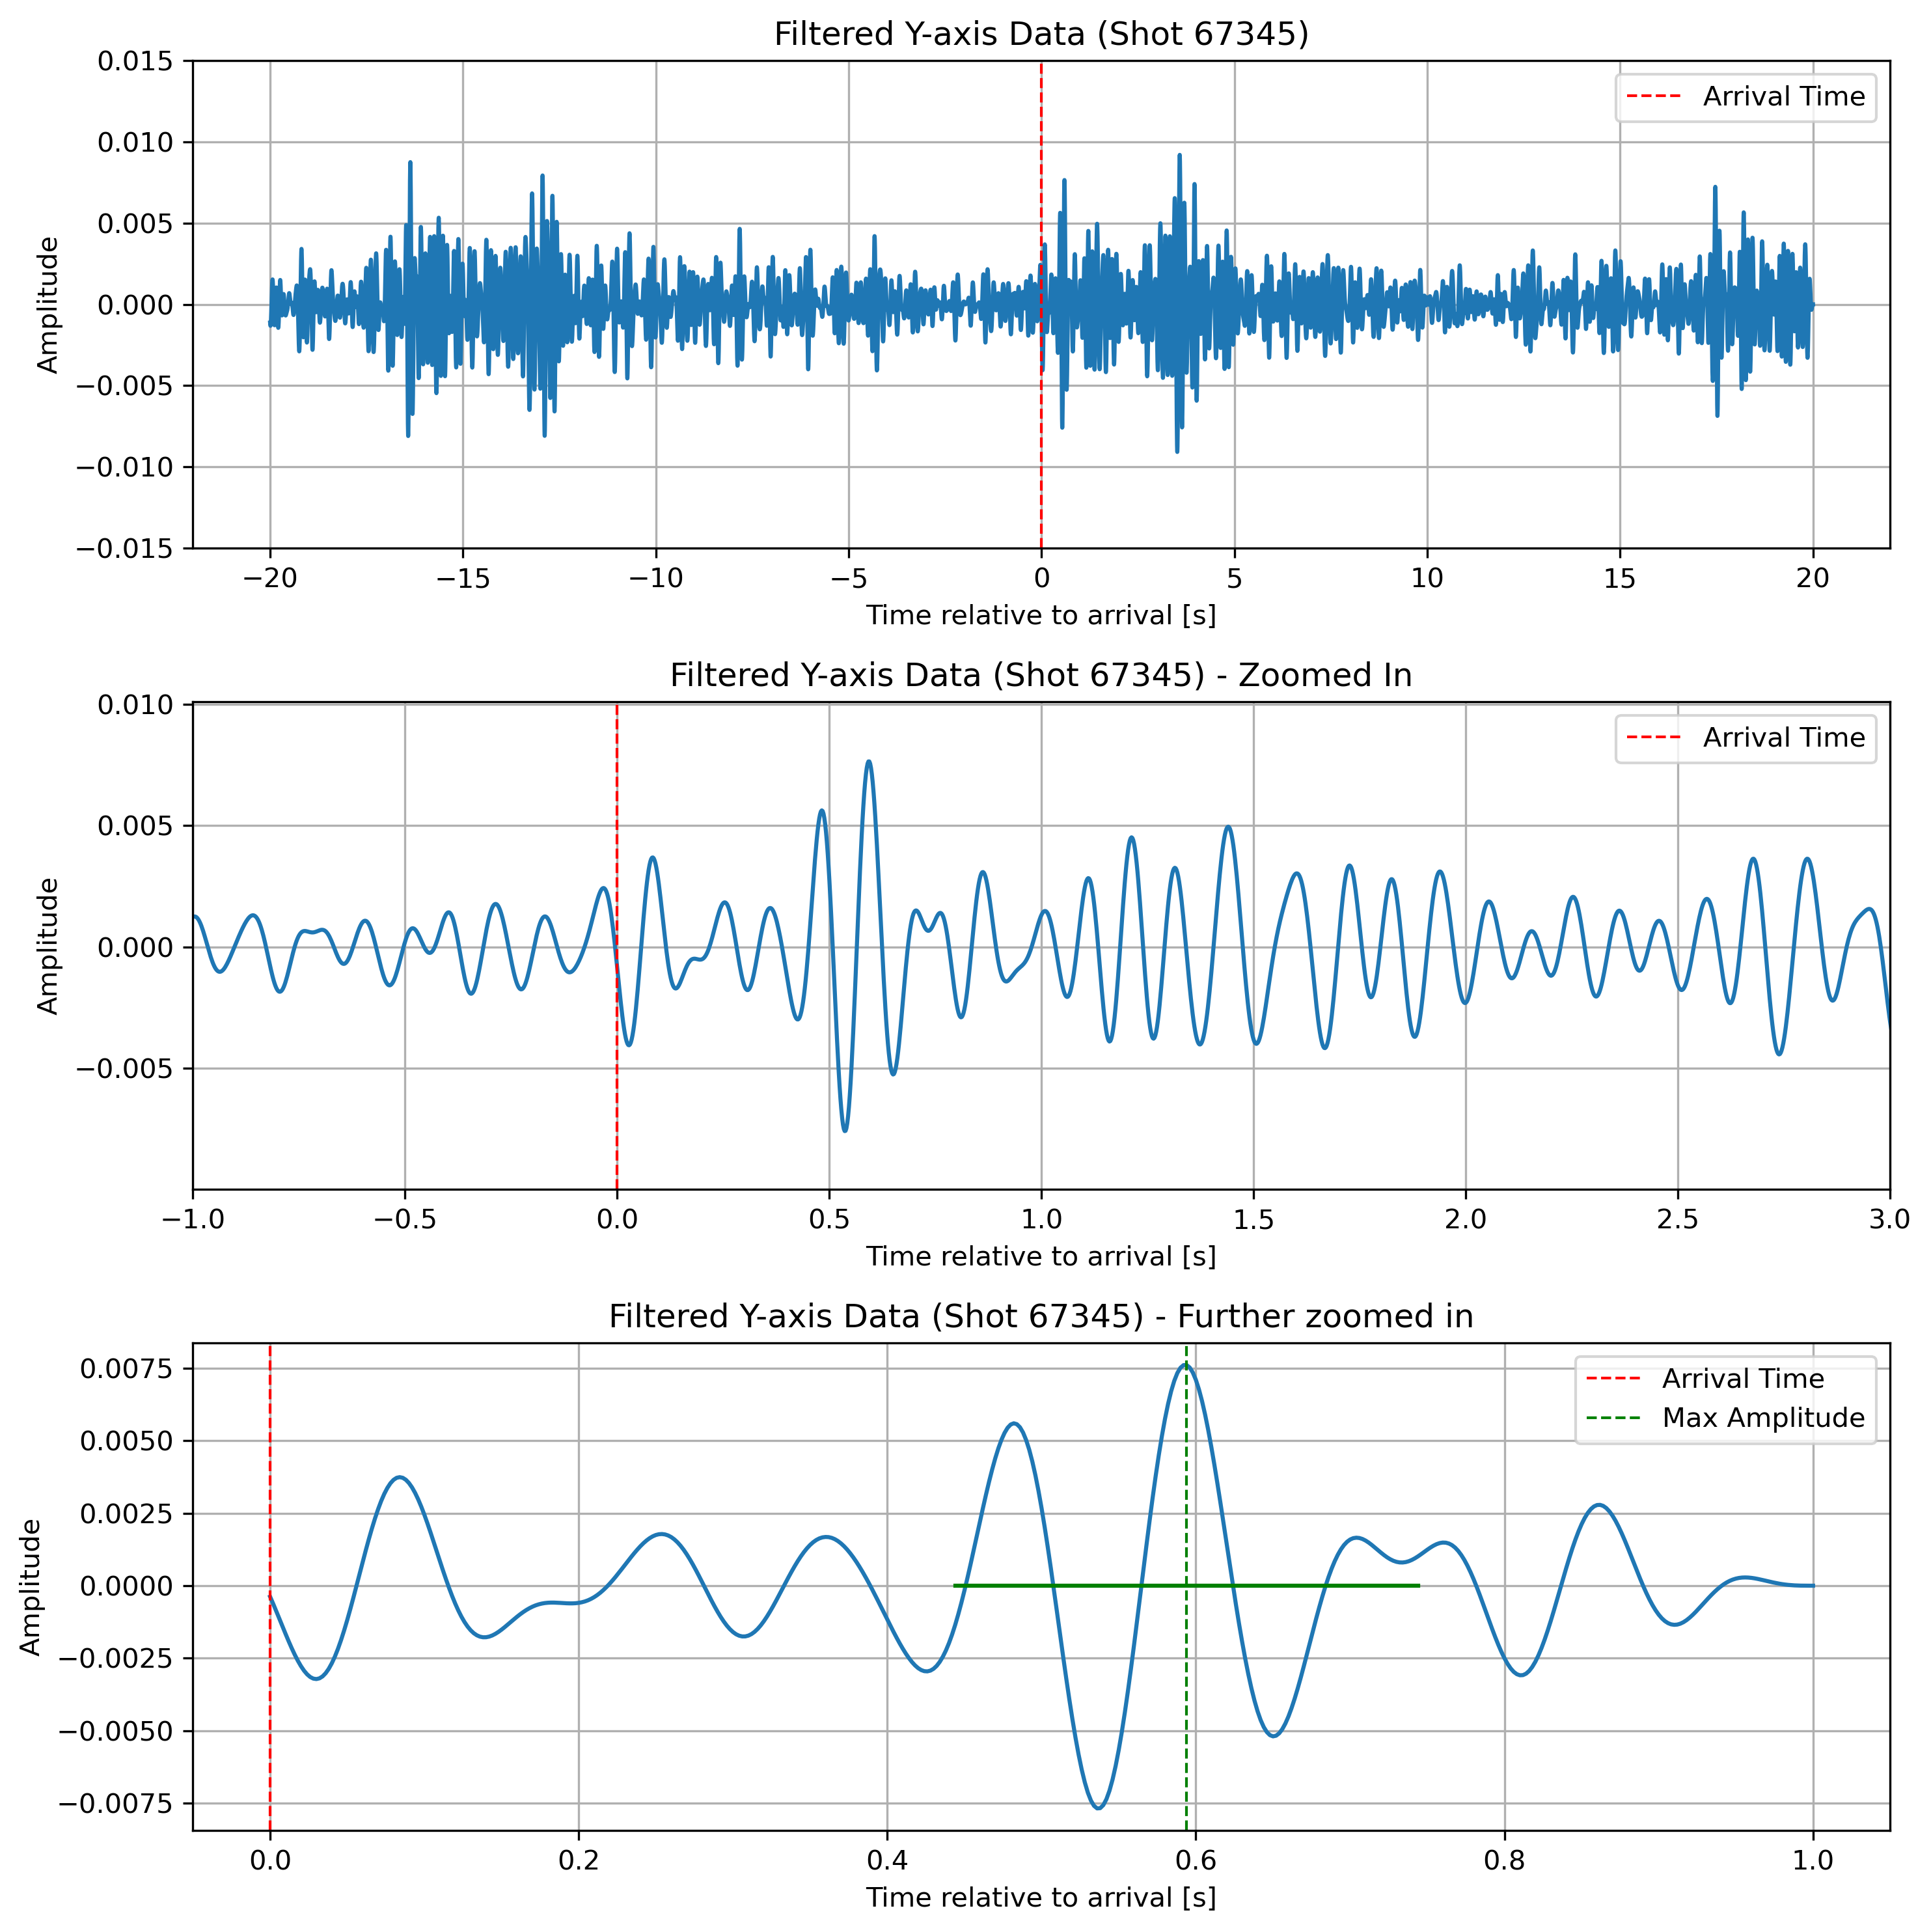 Filtered Y-axis Data (Shot 67345)
0.015
0.010
0.005
0.000
−0.005
−0.010
−0.015
Amplitude
Arrival Time
−20 −15 −10 −5 0 5 10 15 20
Time relative to arrival [s]
Filtered Y-axis Data (Shot 67345) - Zoomed In
0.010
0.005
0.000
−0.005
Amplitude
Arrival Time
−1.0 −0.5 0.0 0.5 1.0 1.5 2.0 2.5 3.0
Time relative to arrival [s]
Filtered Y-axis Data (Shot 67345) - Further zoomed in
0.0075
0.0050
0.0025
0.0000
−0.0025
−0.0050
−0.0075
Amplitude
Arrival Time
Max Amplitude
0.0 0.2 0.4 0.6 0.8 1.0
Time relative to arrival [s]